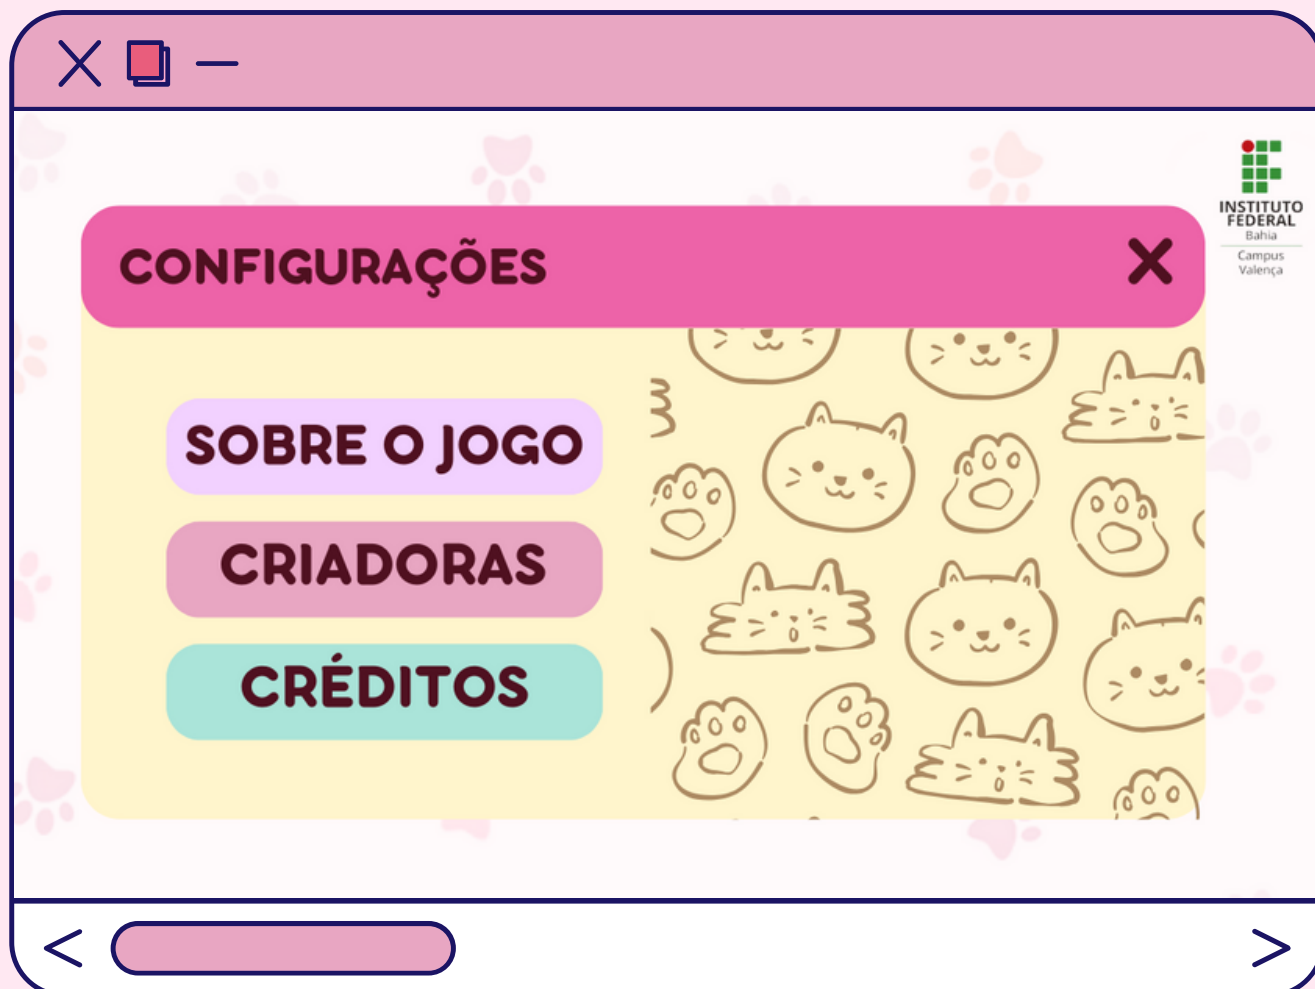 INSTITUTO
FEDERAL
Bahia
Campus
Valença
CONFIGURAÇÕES
SOBRE O JOGO
CRIADORAS
CRÉDITOS